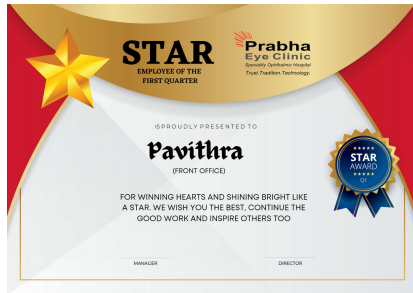 STAR
EMPLOYEE OF THE
FIRST QUARTER
Prabha
Eye Clinic
Speciality Ophthalmic Hospital
Trust. Tradition. Technology.
ISPROUDLY PRESENTED TO
Pavithra
(FRONT OFFICE)
FOR WINNING HEARTS AND SHINING BRIGHT LIKE
A STAR. WE WISH YOU THE BEST, CONTINUE THE
GOOD WORK AND INSPIRE OTHERS TOO
STAR
AWARD
Q1
MANAGER
DIRECTOR